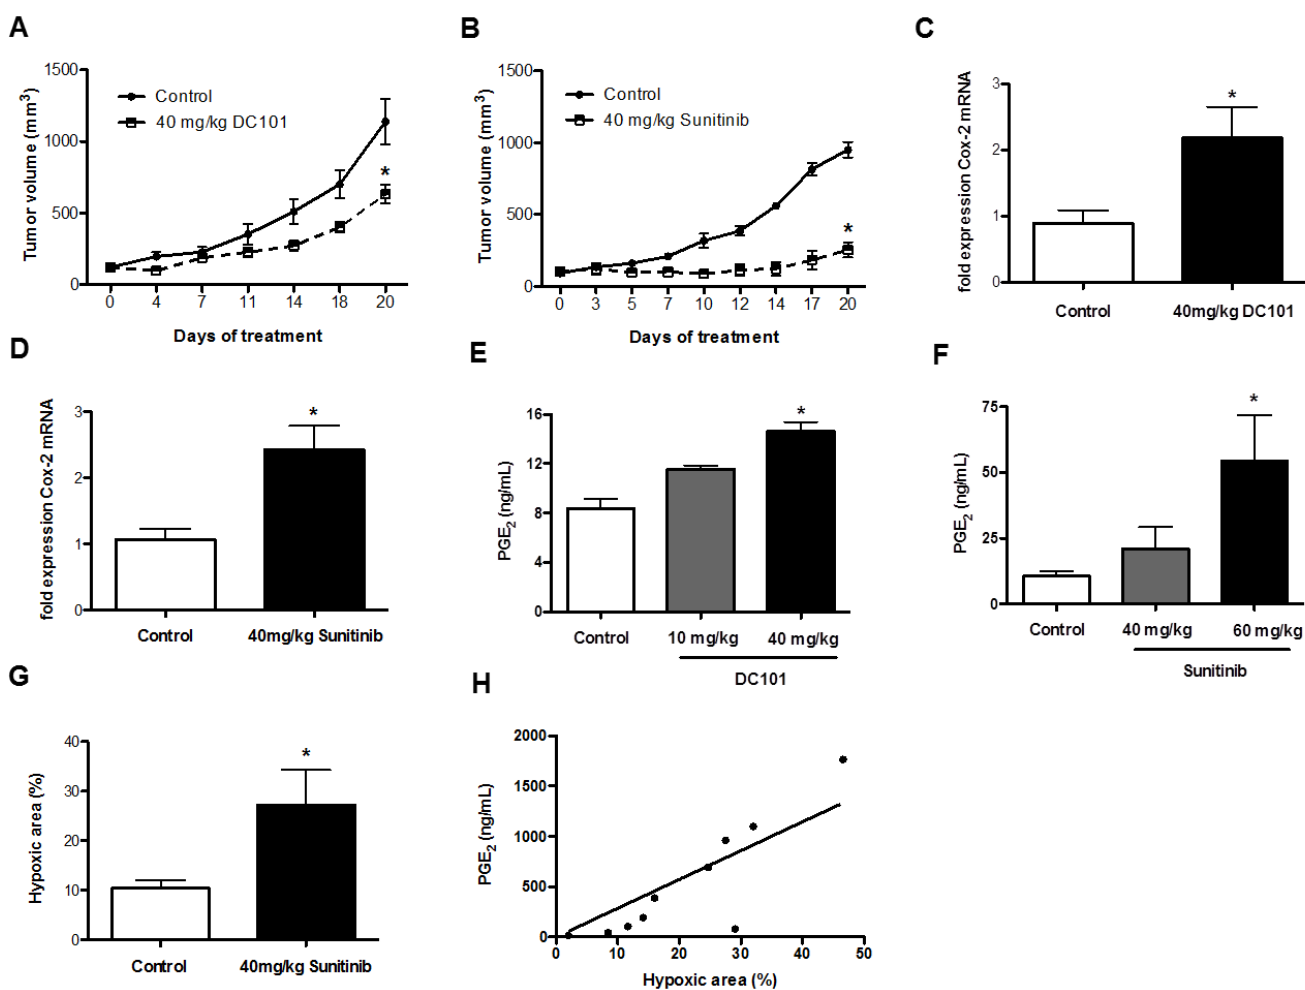 A
Tumor volume (mm³)
1500
1000
500
0
Control
40 mg/kg DC101
*
0 4 7 11 14 18 20
Days of treatment
B
Tumor volume (mm³)
1500
1000
500
0
Control
40 mg/kg Sunitinib
*
0 3 5 7 10 12 14 17 20
Days of treatment
C
fold expression Cox-2 mRNA
3
2
1
0
*
Control 40mg/kg DC101
D
fold expression Cox-2 mRNA
3
2
1
0
*
Control 40mg/kg Sunitinib
E
PGE₂ (ng/mL)
16
12
8
4
0
*
Control 10 mg/kg 40 mg/kg
DC101
F
PGE₂ (ng/mL)
75
50
25
0
*
Control 40 mg/kg 60 mg/kg
Sunitinib
G
Hypoxic area (%)
40
30
20
10
0
*
Control 40mg/kg Sunitinib
H
PGE₂ (ng/mL)
2000
1500
1000
500
0
0 10 20 30 40 50
Hypoxic area (%)